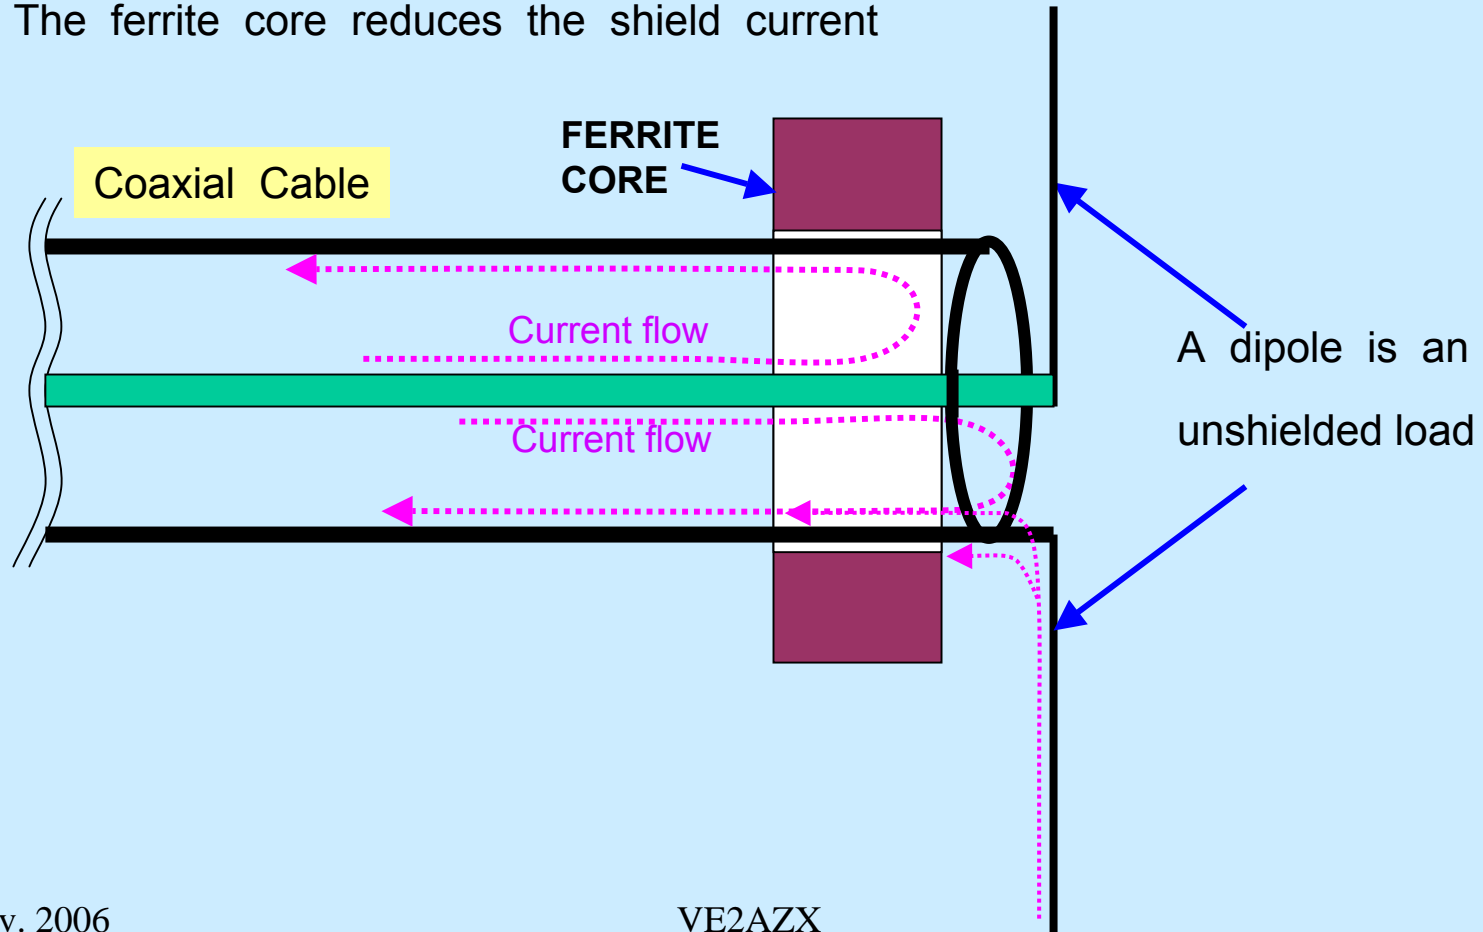 The ferrite core reduces the shield current
FERRITE
CORE
Coaxial Cable
Current flow
Current flow
A dipole is an
unshielded load
v. 2006
VE2AZX